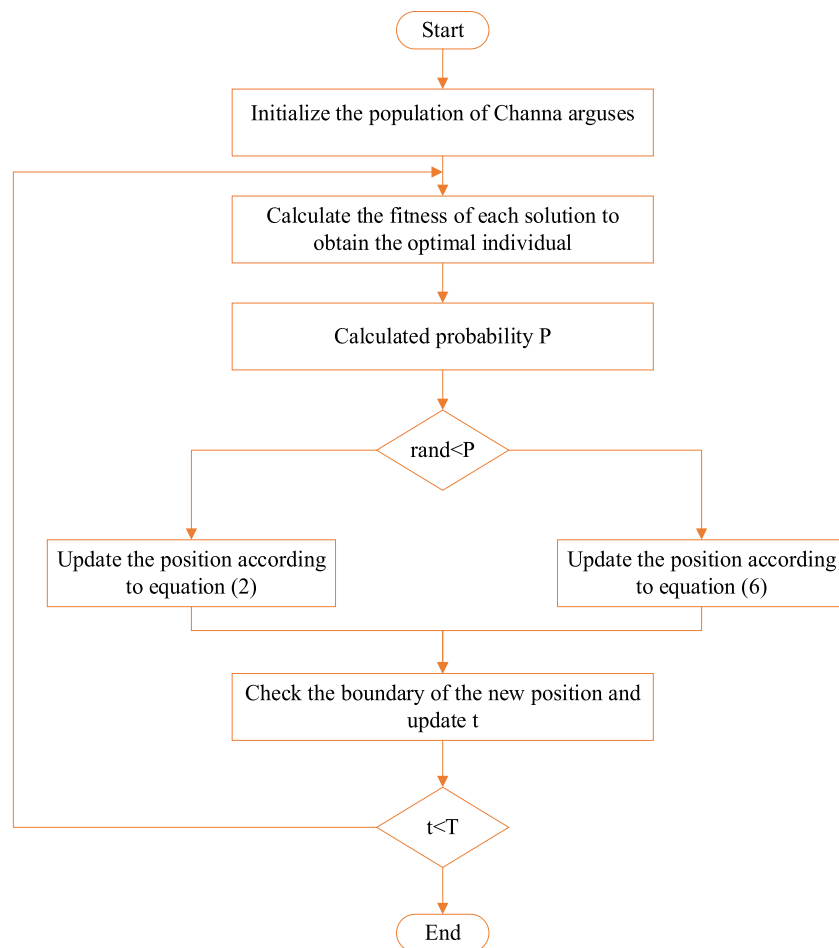 Start
Initialize the population of Channa arguses
Calculate the fitness of each solution to
obtain the optimal individual
Calculated probability P
rand<P
Update the position according
to equation (2)
Update the position according
to equation (6)
Check the boundary of the new position and
update t
t<T
End